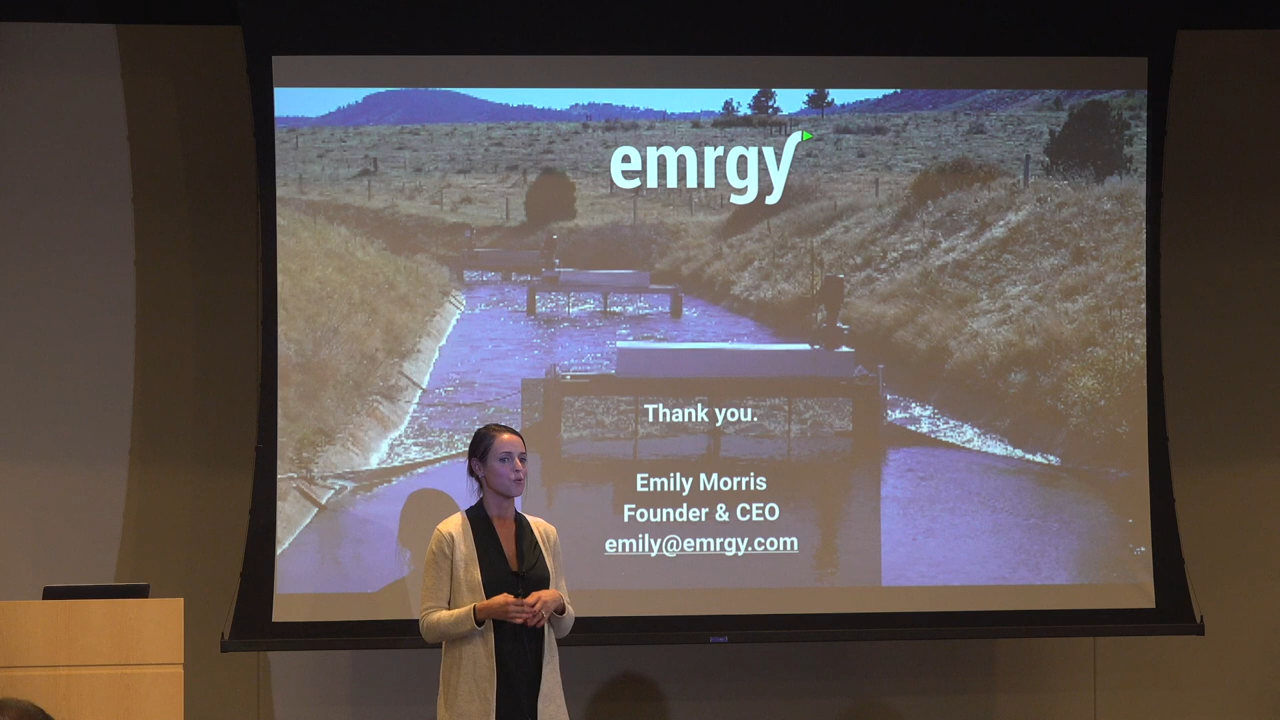 emrgy
Thank you.
Emily Morris
Founder & CEO
emily@emrgy.com